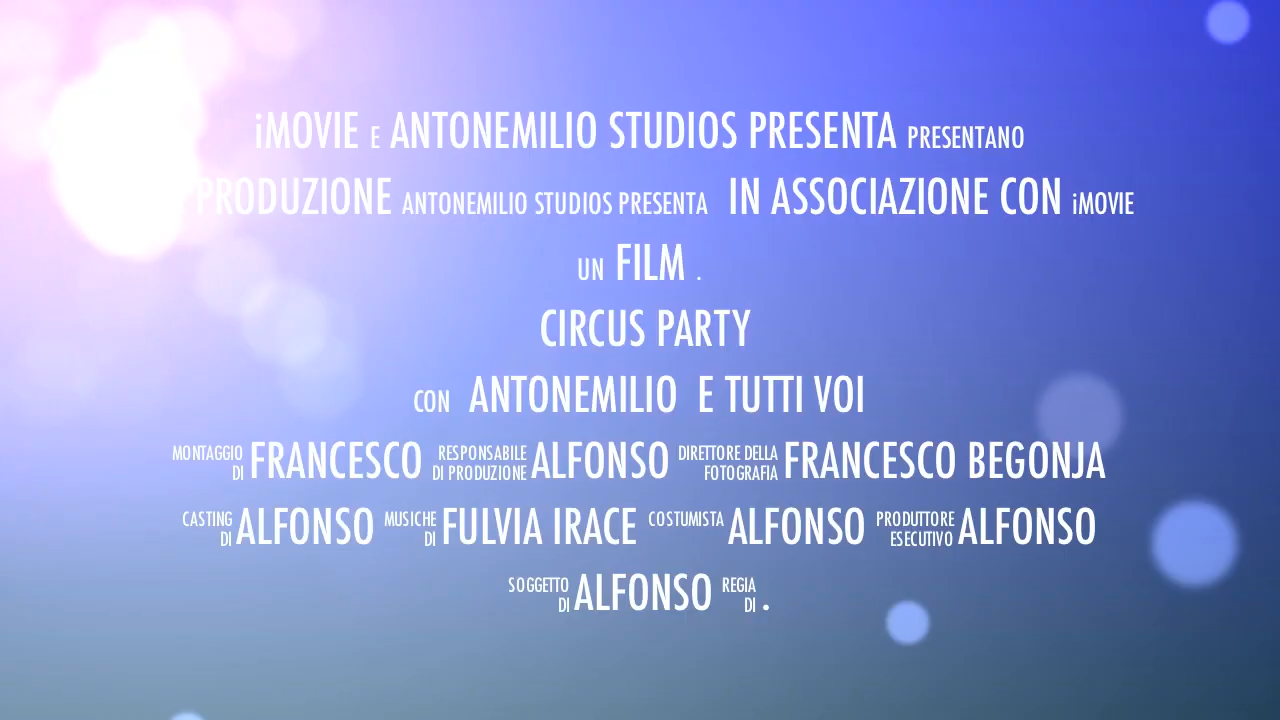 iMOVIE E ANTONEMILIO STUDIOS PRESENTA PRESENTANO
PRODUZIONE ANTONEMILIO STUDIOS PRESENTA IN ASSOCIAZIONE CON iMOVIE
UN FILM .
CIRCUS PARTY
CON ANTONEMILIO E TUTTI VOI
MONTAGGIO DI FRANCESCO RESPONSABILE DI PRODUZIONE ALFONSO DIRETTORE DELLA FOTOGRAFIA FRANCESCO BEGONJA
CASTING DI ALFONSO MUSICHE DI FULVIA IRACE COSTUMISTA ALFONSO PRODUTTORE ESECUTIVO ALFONSO
SOGGETTO DI ALFONSO REGIA DI .